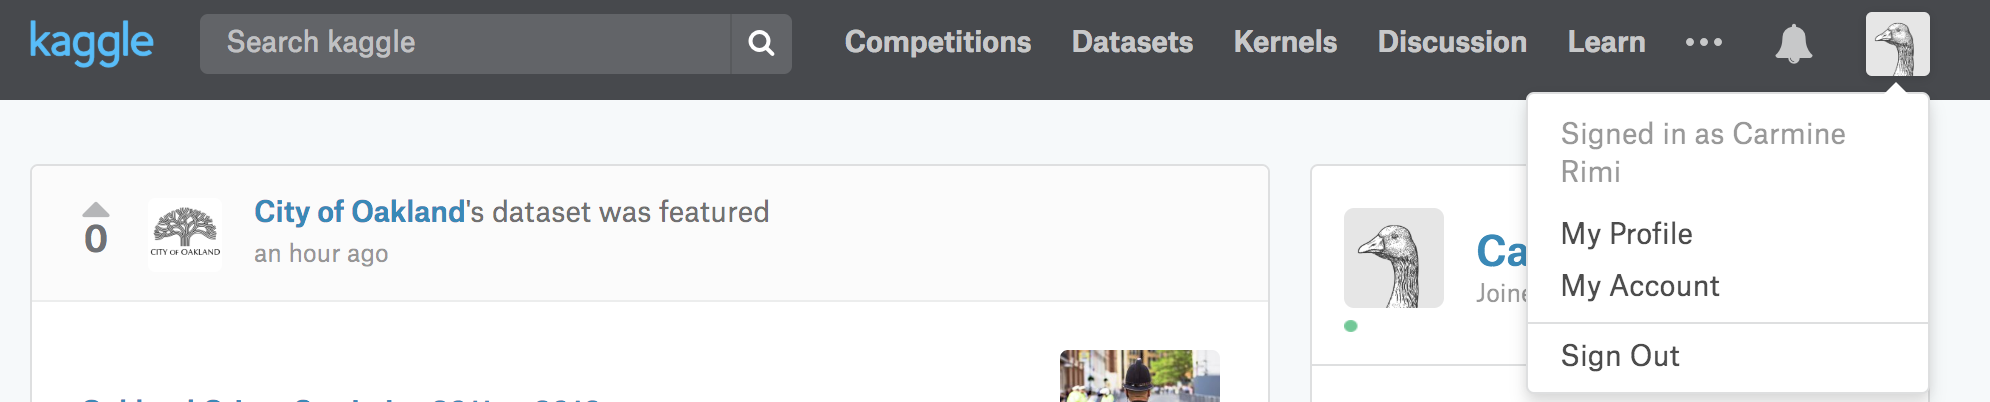 kaggle
Search kaggle
Competitions
Datasets
Kernels
Discussion
Learn
Signed in as Carmine
Rimi
My Profile
My Account
Sign Out
0
CITY OF OAKLAND
City of Oakland's dataset was featured
an hour ago
Ca
Joine